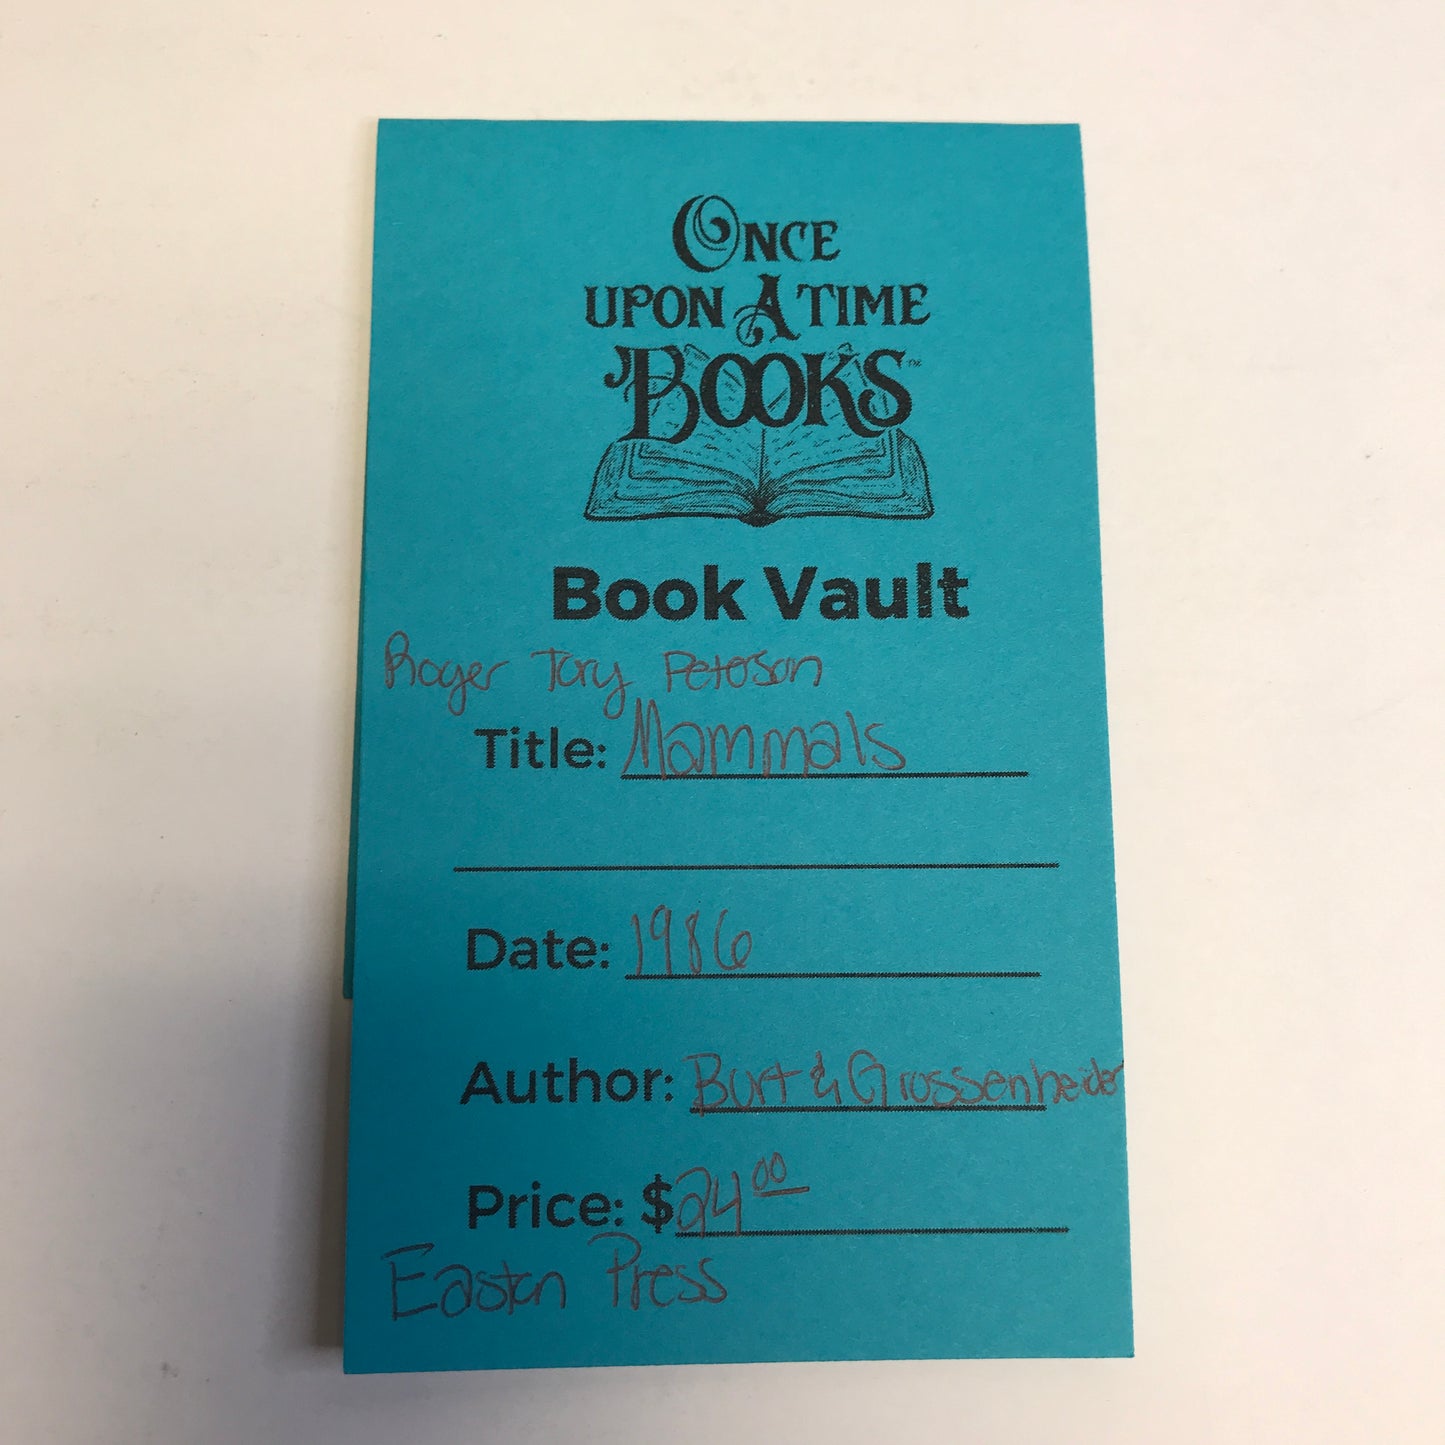 ONCE
UPON A TIME
BOOKS™
Book Vault
Roger Tory Peterson
Title: Mammals
Date: 1986
Author: Burt & Grossenheider
Price: $24.00
Easton Press